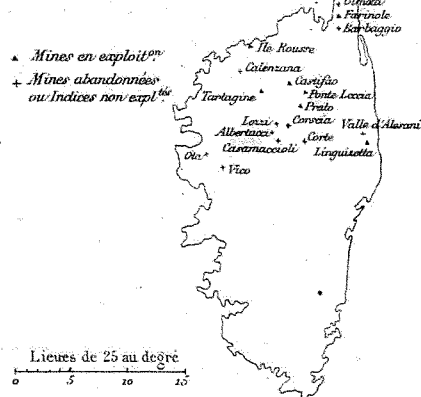 Farinole
Barbaggio
Ile Rousse
Mines en exploit.on
Mines abandonnées
ou Indices non expl.tés
Calenzana
Castifao
Tartagine
Ponte Leccia
Prato
Lozzi
Corscia
Valle d'Alesani
Albertacci
Corte
Ota
Casamaccioli
Linguizetta
Vico
Lieues de 25 au degré
0 5 10 15